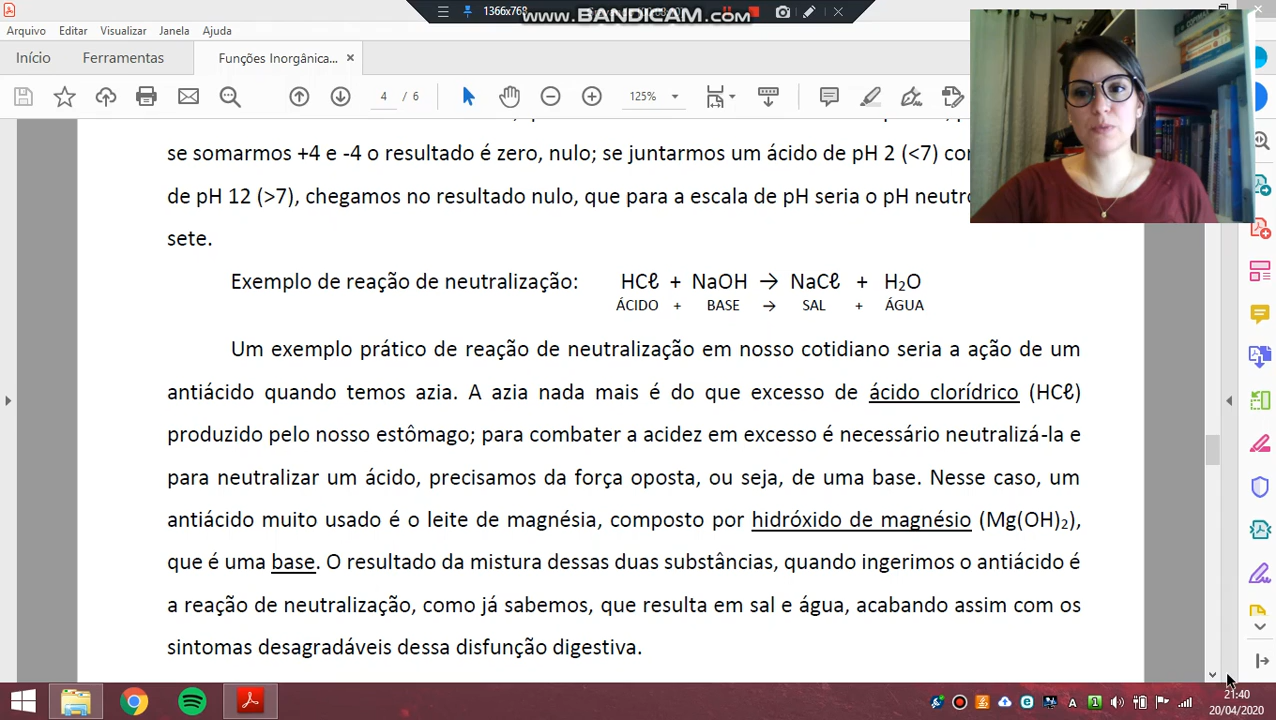 1366x768
www.BANDICAM.com
Arquivo Editar Visualizar Janela Ajuda
Início Ferramentas Funções Inorgânica... ×
4 / 6 125%
se somarmos +4 e -4 o resultado é zero, nulo; se juntarmos um ácido de pH 2 (<7)
de pH 12 (>7), chegamos no resultado nulo, que para a escala de pH seria o pH
sete.
Exemplo de reação de neutralização: HCℓ + NaOH → NaCℓ + H₂O
ÁCIDO + BASE → SAL + ÁGUA
Um exemplo prático de reação de neutralização em nosso cotidiano seria a ação de um
antiácido quando temos azia. A azia nada mais é do que excesso de ácido clorídrico (HCℓ)
produzido pelo nosso estômago; para combater a acidez em excesso é necessário neutralizá-la e
para neutralizar um ácido, precisamos da força oposta, ou seja, de uma base. Nesse caso, um
antiácido muito usado é o leite de magnésia, composto por hidróxido de magnésio (Mg(OH)₂),
que é uma base. O resultado da mistura dessas duas substâncias, quando ingerimos o antiácido é
a reação de neutralização, como já sabemos, que resulta em sal e água, acabando assim com os
sintomas desagradáveis dessa disfunção digestiva.
21:40
20/04/2020